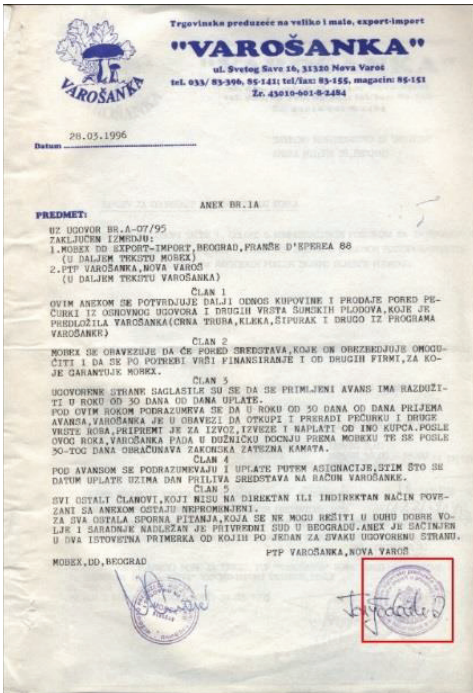 VAROŠANKA
Trgovinsko preduzeće na veliko i malo, export-import
"VAROŠANKA"
ul. Svetog Save 16, 31320 Nova Varoš
tel. 033/ 83-396, 85-141; tel/fax: 83-155, magacin: 85-151
Žr. 43010-601-8-2484
28.03.1996
Datum
ANEX BR.1A
PREDMET:
UZ UGOVOR BR.A-07/95
ZAKLJUČEN IZMEDJU:
1.MOBEX DD EXPORT-IMPORT,BEOGRAD,FRANŠE D'EPEREA 88
(U DALJEM TEKSTU MOBEX)
2.PTP VAROŠANKA,NOVA VAROŠ
(U DALJEM TEKSTU VAROŠANKA)
ČLAN 1
OVIM ANEXOM SE POTVRDJUJE DALJI ODNOS KUPOVINE I PRODAJE PORED PE-
ČURKI IZ OSNOVNOG UGOVORA I DRUGIH VRSTA ŠUMSKIH PLODOVA,KOJE JE
PREDLOŽILA VAROŠANKA(CRNA TRUBA,KLEKA,ŠIPURAK I DRUGO IZ PROGRAMA
VAROŠANKE)
ČLAN 2
MOBEX SE OBAVEZUJE DA ĆE PORED SREDSTAVA,KOJE ON OBEZBEDJUJE OMOGU-
ĆITI I DA SE PO POTREBI VRŠI FINANSIRANJE I OD DRUGIH FIRMI,ZA KO-
JE GARANTUJE MOBEX.
ČLAN 3
UGOVORENE STRANE SAGLASILE SU SE DA SE PRIMLJENI AVANS IMA RAZDUŽI-
TI U ROKU OD 30 DANA OD DANA UPLATE.
POD OVIM ROKOM PODRAZUMEVA SE DA U ROKU OD 30 DANA OD DANA PRIJEMA
AVANSA,VAROŠANKA JE U OBAVEZI DA OTKUPI I PRERADI PEČURKU I DRUGE
VRSTE ROBA,PRIPREMI JE ZA IZVOZ,IZVEZE I NAPLATI OD INO KUPCA.POSLE
OVOG ROKA,VAROŠANKA PADA U DUŽNIČKU DOCNJU PREMA MOBEXU TE SE POSLE
30-TOG DANA OBRAČUNAVA ZAKONSKA ZATEZNA KAMATA.
ČLAN 4
POD AVANSOM SE PODRAZUMEVAJU I UPLATE PUTEM ASIGNACIJE,STIM ŠTO SE
DATUM UPLATE UZIMA DAN PRILIVA SREDSTAVA NA RAČUN VAROŠANKE.
ČLAN 5
SVI OSTALI ČLANOVI,KOJI NISU NA DIREKTAN ILI INDIREKTAN NAČIN POVE-
ZANI SA ANEXOM OSTAJU NEPROMENJENI.
ZA SVA OSTALA SPORNA PITANJA,KOJA SE NE MOGU REŠITI U DUHU DOBRE VO-
LJE I SARADNJE NADLEŽAN JE PRIVREDNI SUD U BEOGRADU.ANEX JE SAČINJEN
U DVA ISTOVETNA PRIMERKA OD KOJIH PO JEDAN ZA SVAKU UGOVORENU STRANU.
PTP VAROŠANKA,NOVA VAROŠ
MOBEX,DD,BEOGRAD